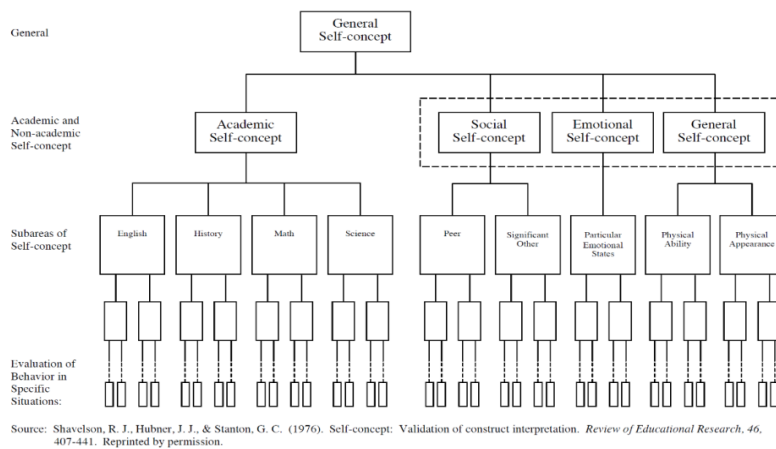 General
General
Self-concept
Academic and
Non-academic
Self-concept
Academic
Self-concept
Social
Self-concept
Emotional
Self-concept
General
Self-concept
Subareas of
Self-concept
English
History
Math
Science
Peer
Significant
Other
Particular
Emotional
States
Physical
Ability
Physical
Appearance
Evaluation of
Behavior in
Specific
Situations:
Source: Shavelson, R. J., Hubner, J. J., & Stanton, G. C. (1976). Self-concept: Validation of construct interpretation. Review of Educational Research, 46,
407-441. Reprinted by permission.